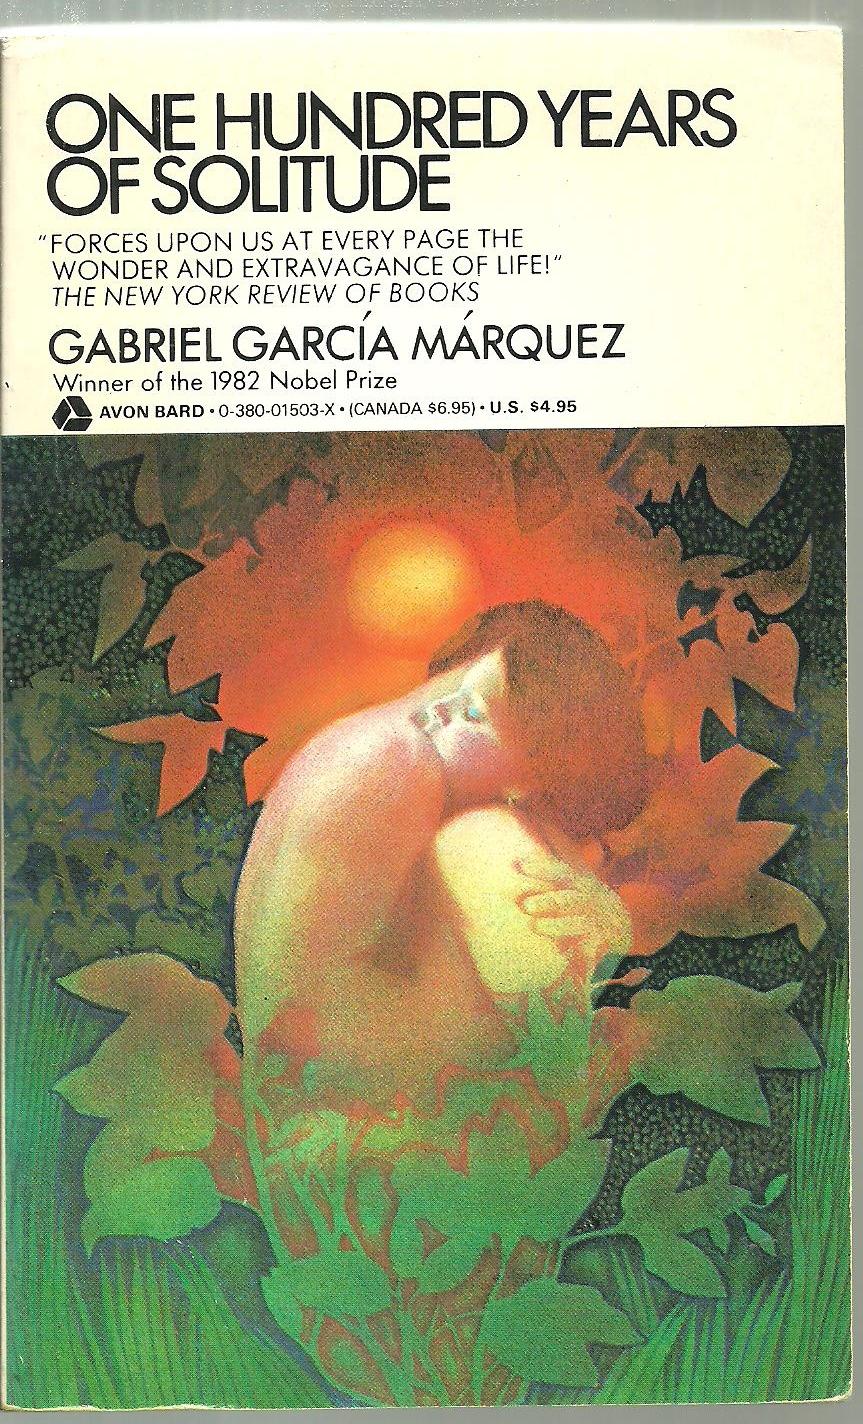 ONE HUNDRED YEARS
OF SOLITUDE
"FORCES UPON US AT EVERY PAGE THE
WONDER AND EXTRAVAGANCE OF LIFE!"
THE NEW YORK REVIEW OF BOOKS
GABRIEL GARCÍA MÁRQUEZ
Winner of the 1982 Nobel Prize
AVON BARD • 0-380-01503-X • (CANADA $6.95) • U.S. $4.95